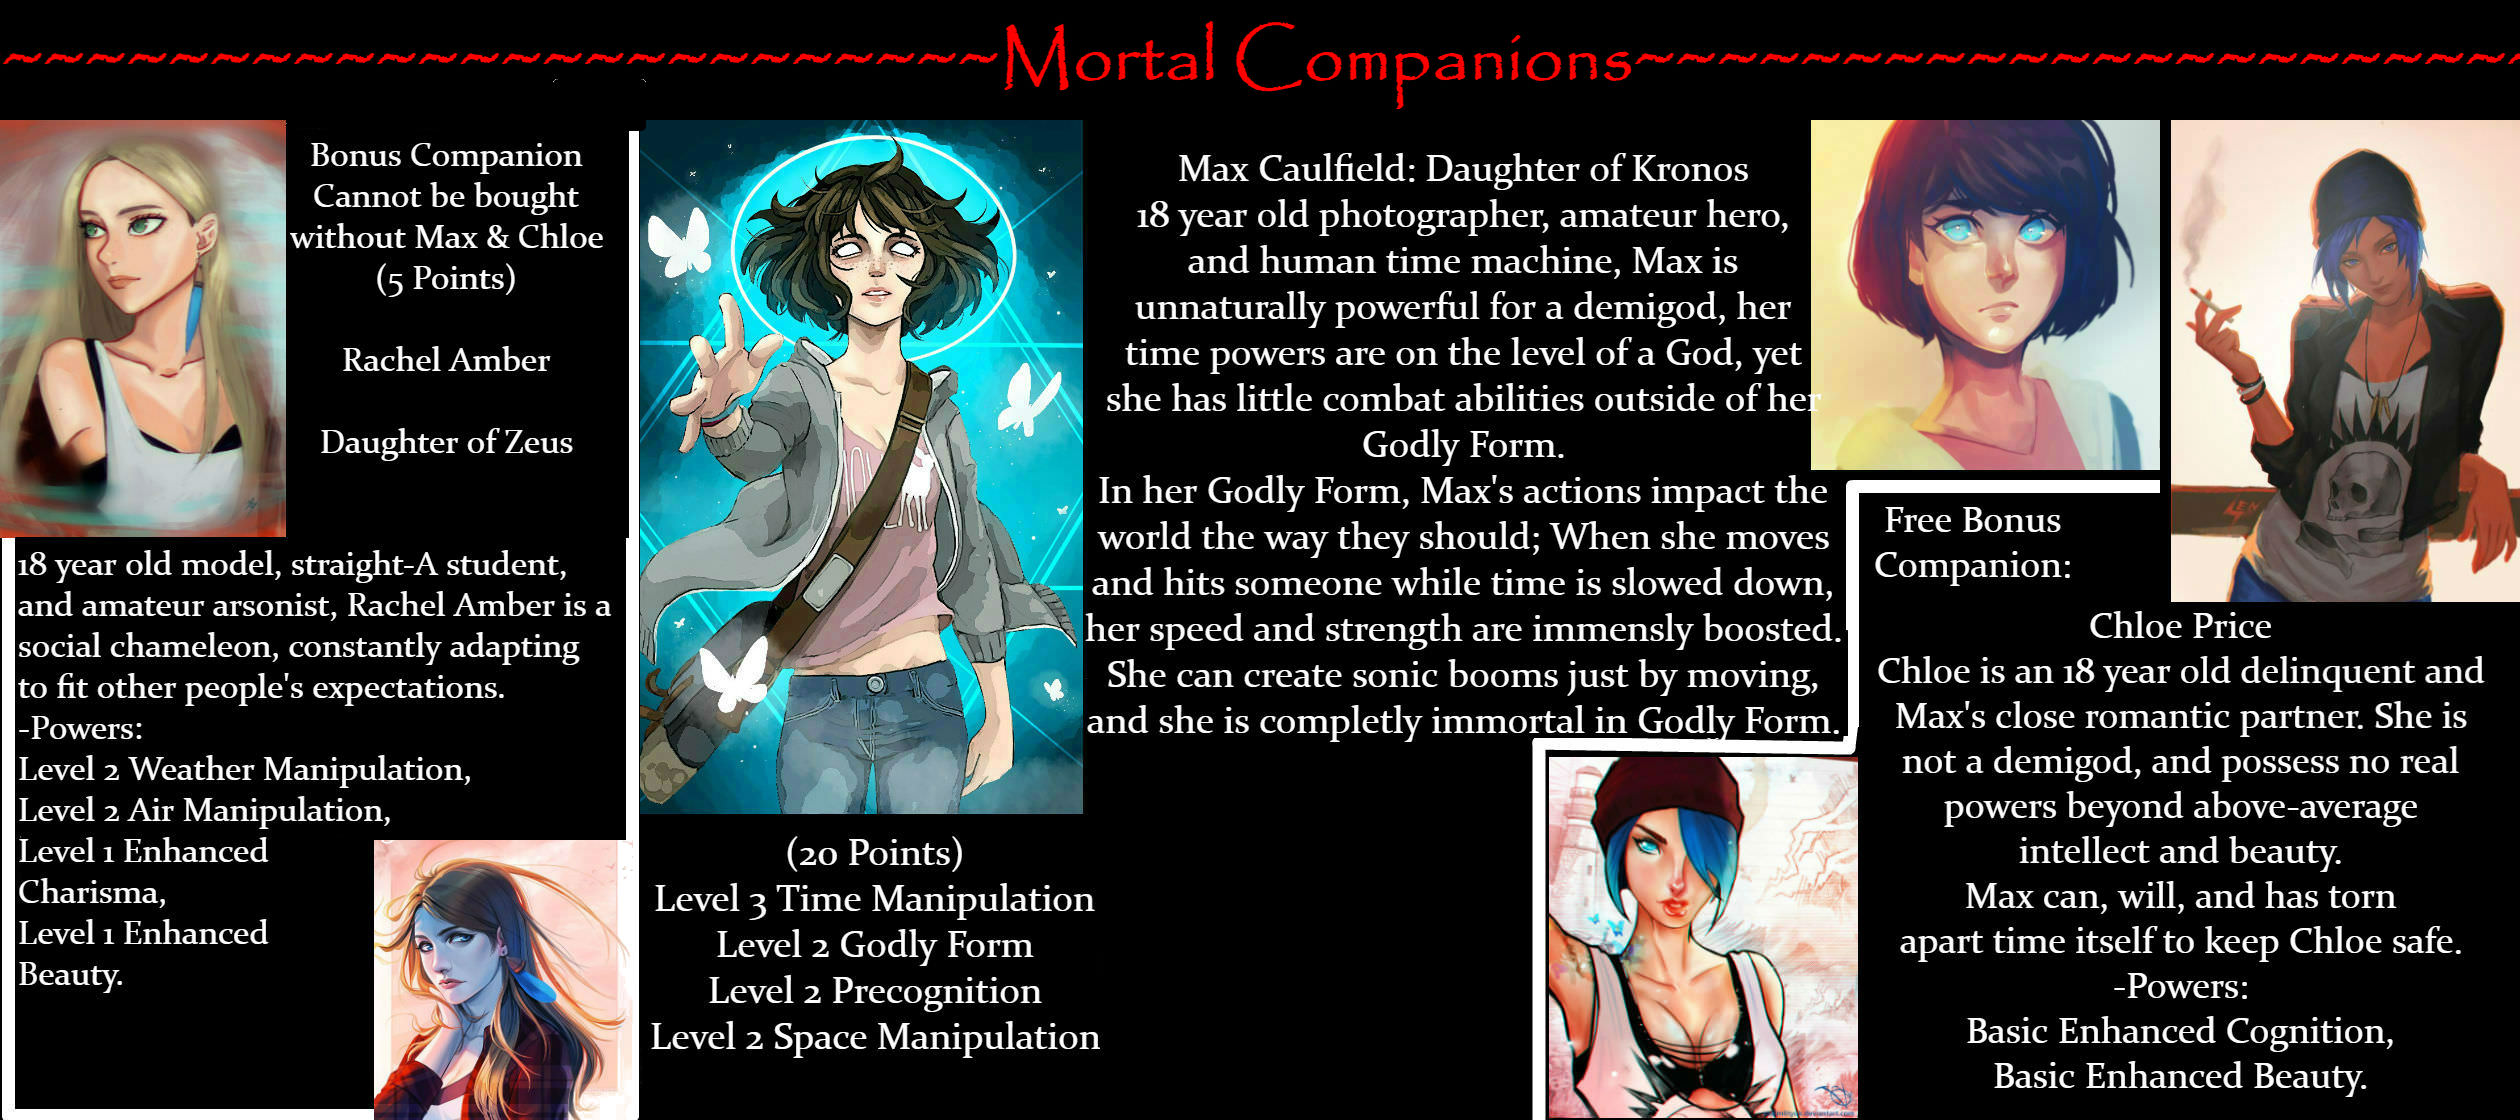 ~~~~~~~~~~~~~~~~~~~~~~~~Mortal Companions~~~~~~~~~~~~~~~~~~~~~
Bonus Companion
Cannot be bought
without Max & Chloe
(5 Points)
Rachel Amber
Daughter of Zeus
18 year old model, straight-A student,
and amateur arsonist, Rachel Amber is a
social chameleon, constantly adapting
to fit other people's expectations.
-Powers:
Level 2 Weather Manipulation,
Level 2 Air Manipulation,
Level 1 Enhanced
Charisma,
Level 1 Enhanced
Beauty.
Max Caulfield: Daughter of Kronos
18 year old photographer, amateur hero,
and human time machine, Max is
unnaturally powerful for a demigod, her
time powers are on the level of a God, yet
she has little combat abilities outside of her
Godly Form.
In her Godly Form, Max's actions impact the
world the way they should; When she moves
and hits someone while time is slowed down,
her speed and strength are immensly boosted.
She can create sonic booms just by moving,
and she is completly immortal in Godly Form.
(20 Points)
Level 3 Time Manipulation
Level 2 Godly Form
Level 2 Precognition
Level 2 Space Manipulation
Free Bonus
Companion:
Chloe Price
Chloe is an 18 year old delinquent and
Max's close romantic partner. She is
not a demigod, and possess no real
powers beyond above-average
intellect and beauty.
Max can, will, and has torn
apart time itself to keep Chloe safe.
-Powers:
Basic Enhanced Cognition,
Basic Enhanced Beauty.